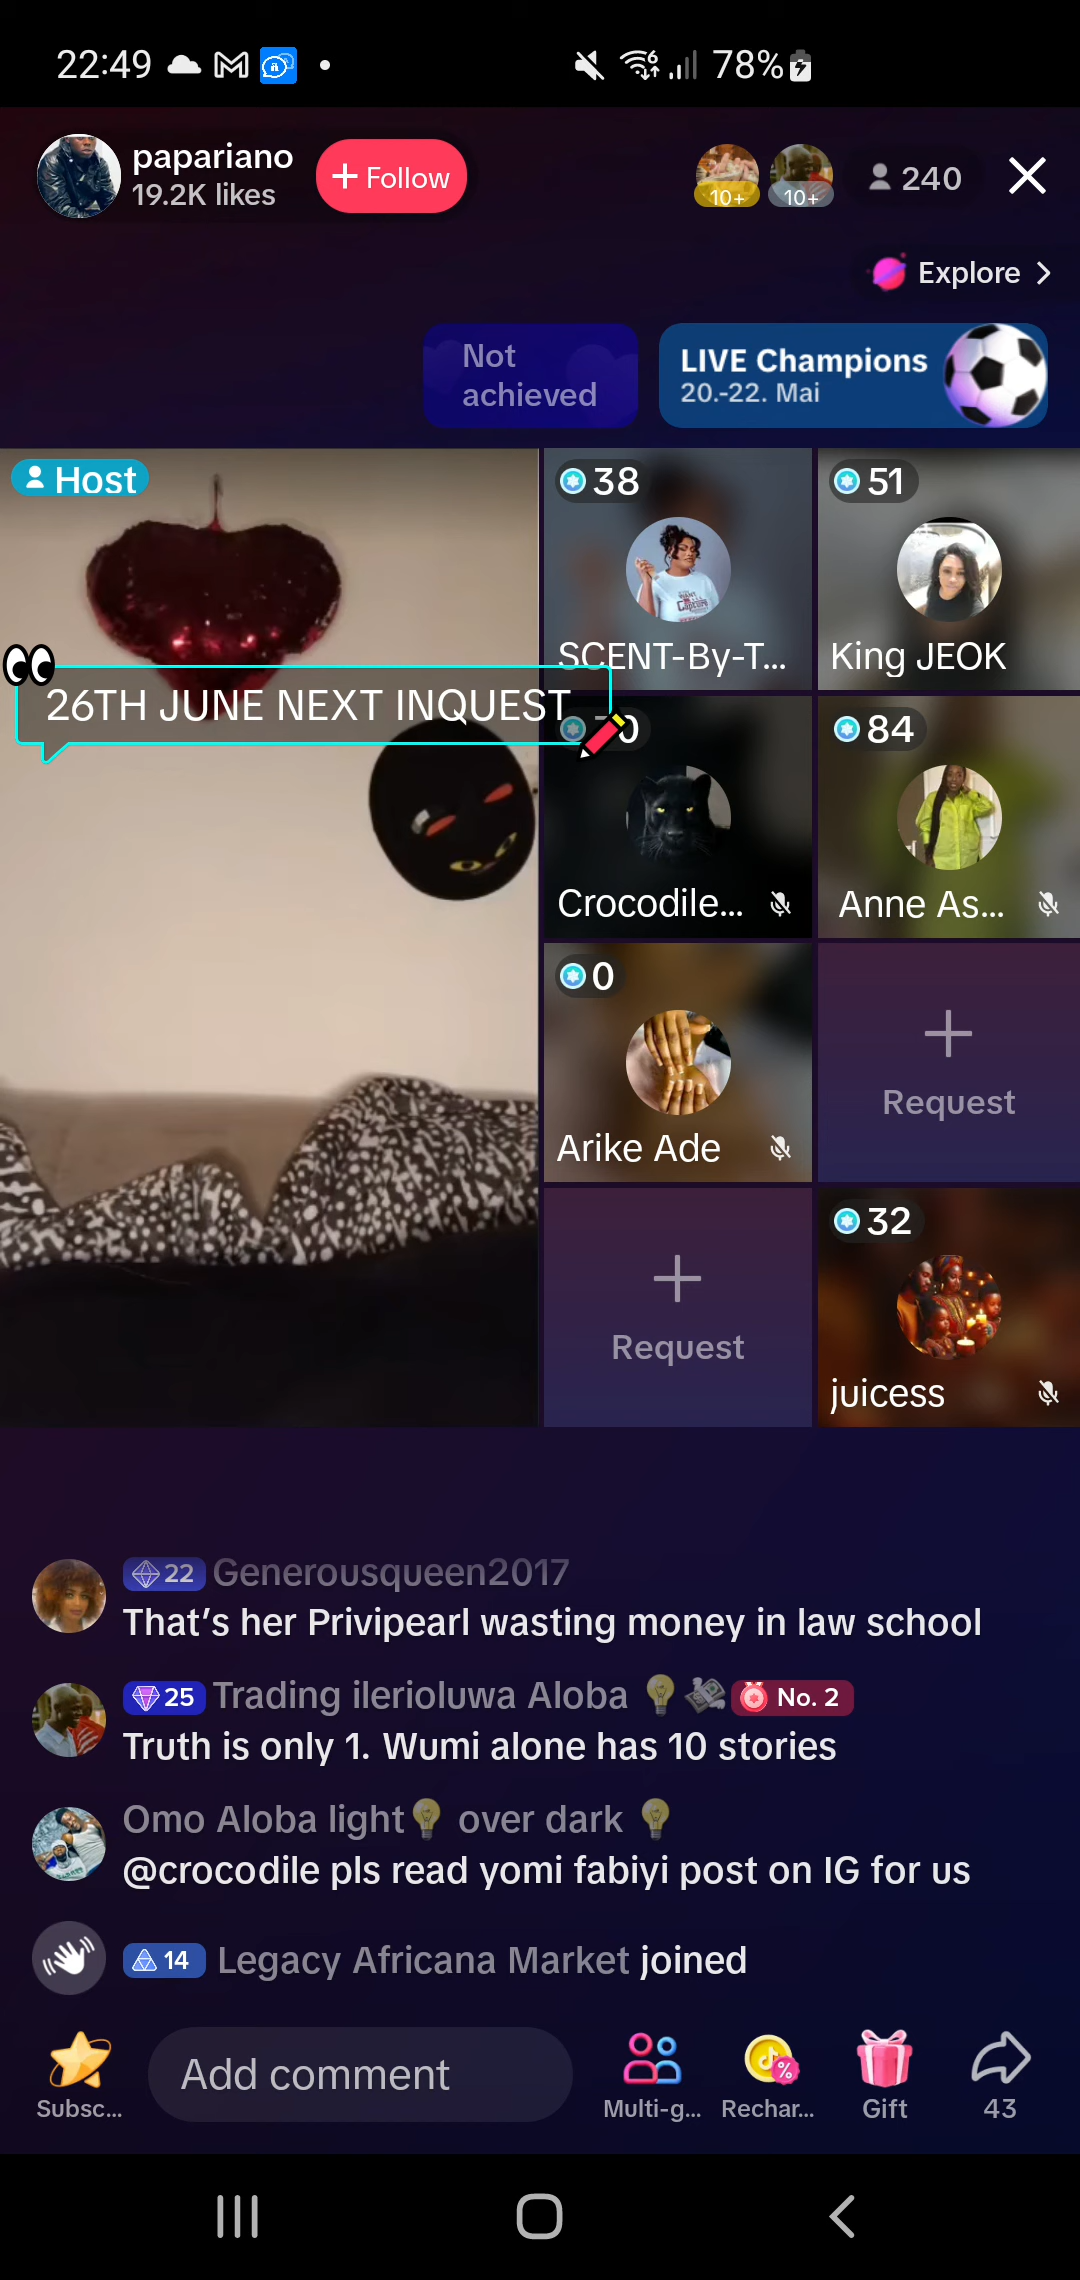 22:49
78%
papariano
19.2K likes
+ Follow
10+
10+
240
Explore
Not
achieved
LIVE Champions
20.-22. Mai
Host
38
SCENT-By-T...
51
King JEOK
26TH JUNE NEXT INQUEST
0
Crocodile...
84
Anne As...
0
Arike Ade
Request
Request
32
juicess
22 Generousqueen2017
That's her Privipearl wasting money in law school
25 Trading ilerioluwa Aloba No. 2
Truth is only 1. Wumi alone has 10 stories
Omo Aloba light over dark
@crocodile pls read yomi fabiyi post on IG for us
14 Legacy Africana Market joined
Subsc...
Add comment
Multi-g...
Rechar...
Gift
43